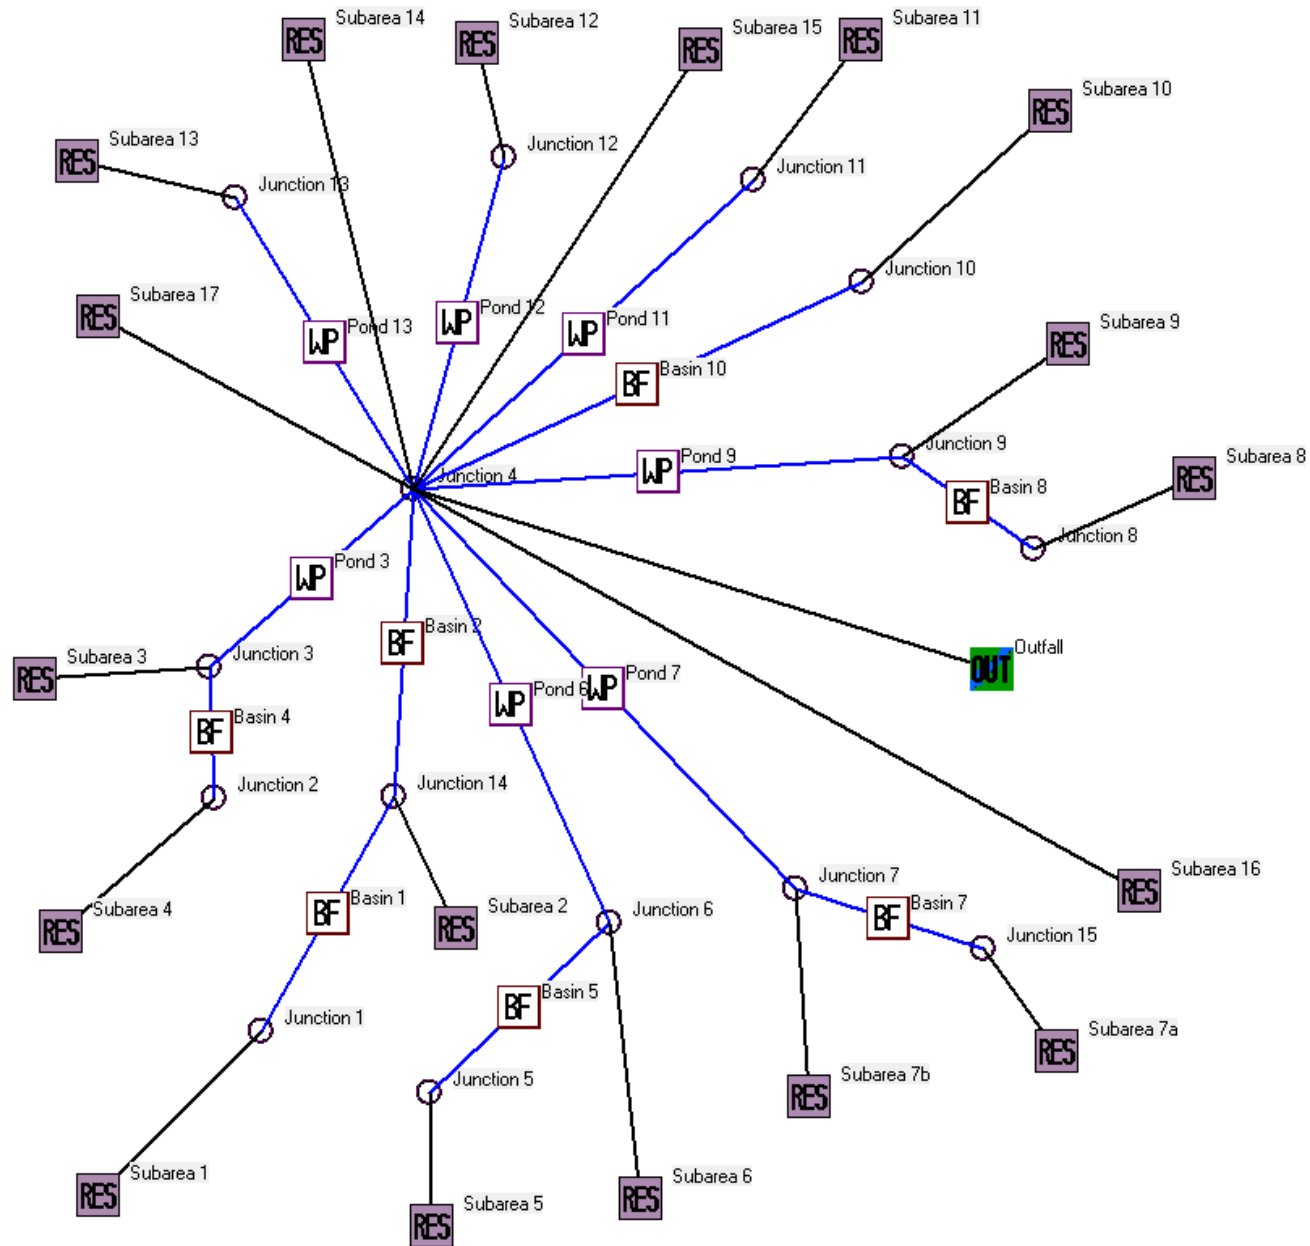 RES Subarea 14
RES Subarea 12
RES Subarea 15
RES Subarea 11
RES Subarea 10
RES Subarea 13
Junction 12
Junction 11
Junction 13
Junction 10
RES Subarea 17
WP Pond 13
WP Pond 12
WP Pond 11
RES Subarea 9
BF Basin 10
Junction 9
WP Pond 9
RES Subarea 8
Junction 4
BF Basin 8
Junction 8
WP Pond 3
BF Basin 2
OUT Outfall
RES Subarea 3
Junction 3
WP Pond 6
WP Pond 7
BF Basin 4
Junction 2
Junction 14
RES Subarea 16
Junction 7
RES Subarea 4
BF Basin 1
RES Subarea 2
Junction 6
BF Basin 7
Junction 15
BF Basin 5
Junction 1
RES Subarea 7a
Junction 5
RES Subarea 7b
RES Subarea 1
RES Subarea 5
RES Subarea 6